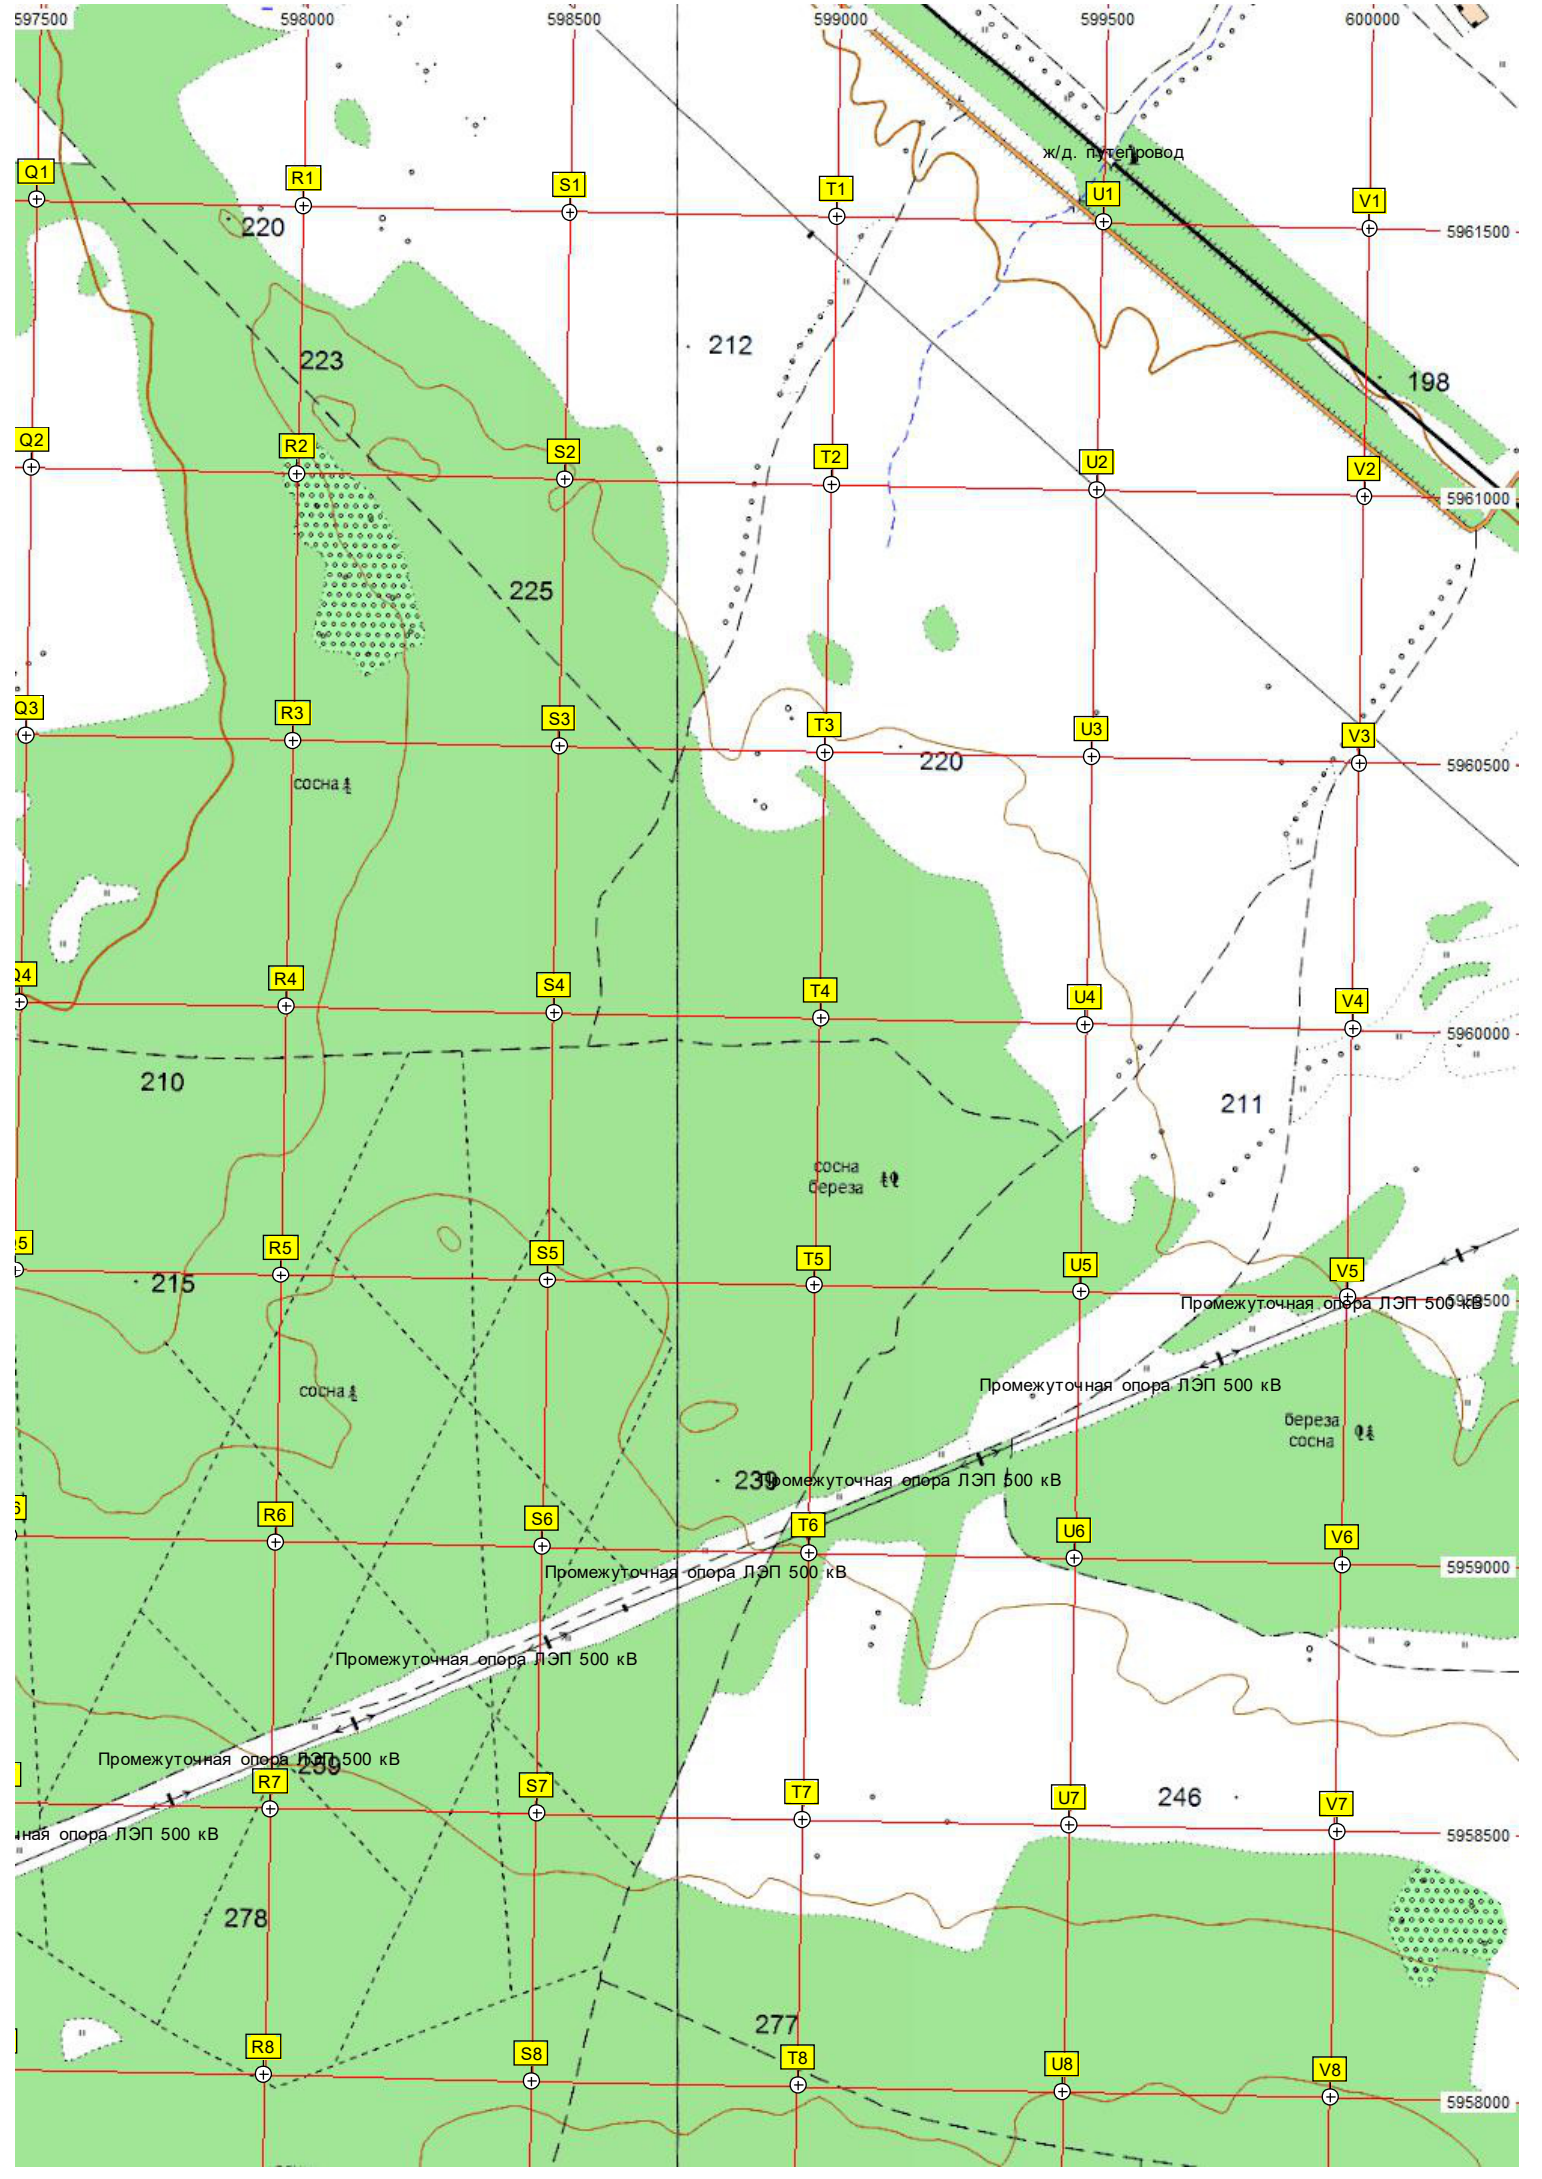 597500 598000 598500 599000 599500 600000
ж/д. путепровод
Q1 R1 S1 T1 U1 V1
220
5961500
212
223
198
Q2 R2 S2 T2 U2 V2
5961000
225
Q3 R3 S3 T3 U3 V3
220
5960500
сосна
Q4 R4 S4 T4 U4 V4
5960000
210
211
сосна
береза
R5 S5 T5 U5 V5
215
Промежуточная опора ЛЭП 500 кВ
Промежуточная опора ЛЭП 500 кВ
сосна
береза
сосна
239
Промежуточная опора ЛЭП 500 кВ
R6 S6 T6 U6 V6
5959000
Промежуточная опора ЛЭП 500 кВ
Промежуточная опора ЛЭП 500 кВ
Промежуточная опора ЛЭП 500 кВ
259
R7 S7 T7 U7 V7
246
опора ЛЭП 500 кВ
5958500
278
277
R8 S8 T8 U8 V8
5958000